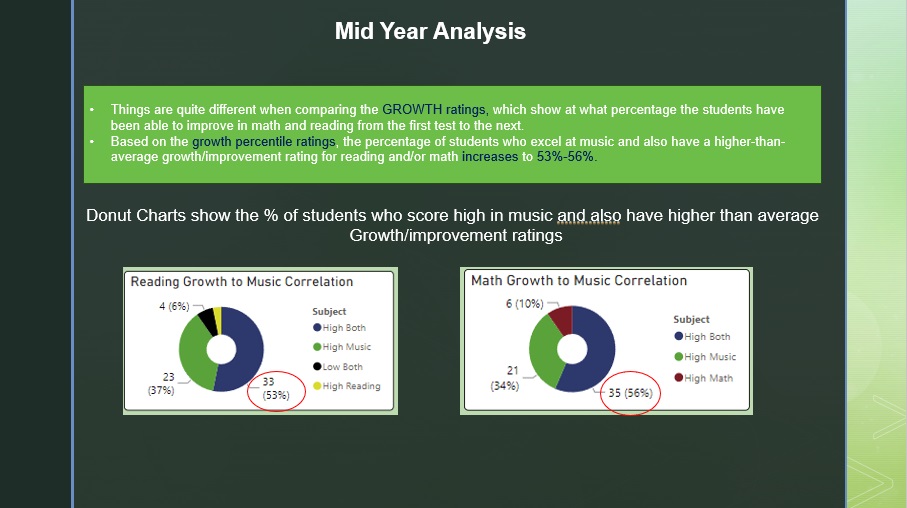 Mid Year Analysis
• Things are quite different when comparing the GROWTH ratings, which show at what percentage the students have
been able to improve in math and reading from the first test to the next.
• Based on the growth percentile ratings, the percentage of students who excel at music and also have a higher-than-
average growth/improvement rating for reading and/or math increases to 53%-56%.
Donut Charts show the % of students who score high in music and also have higher than average
Growth/improvement ratings
Reading Growth to Music Correlation
4 (6%)
23
(37%)
33
(53%)
Subject
High Both
High Music
Low Both
High Reading
Math Growth to Music Correlation
6 (10%)
21
(34%)
35 (56%)
Subject
High Both
High Music
High Math